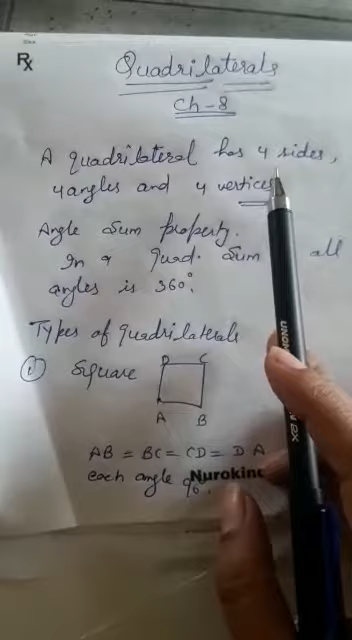 Rx
Quadrilaterals
Ch-8
A quadrilateral has 4 sides,
4 angles and 4 vertices
Angle Sum property.
In a quad. Sum all
angles is 360°.
Types of quadrilaterals
① Square
D C
A B
AB = BC = CD = DA
each angle 90°.
Nurokind
UNOMAX